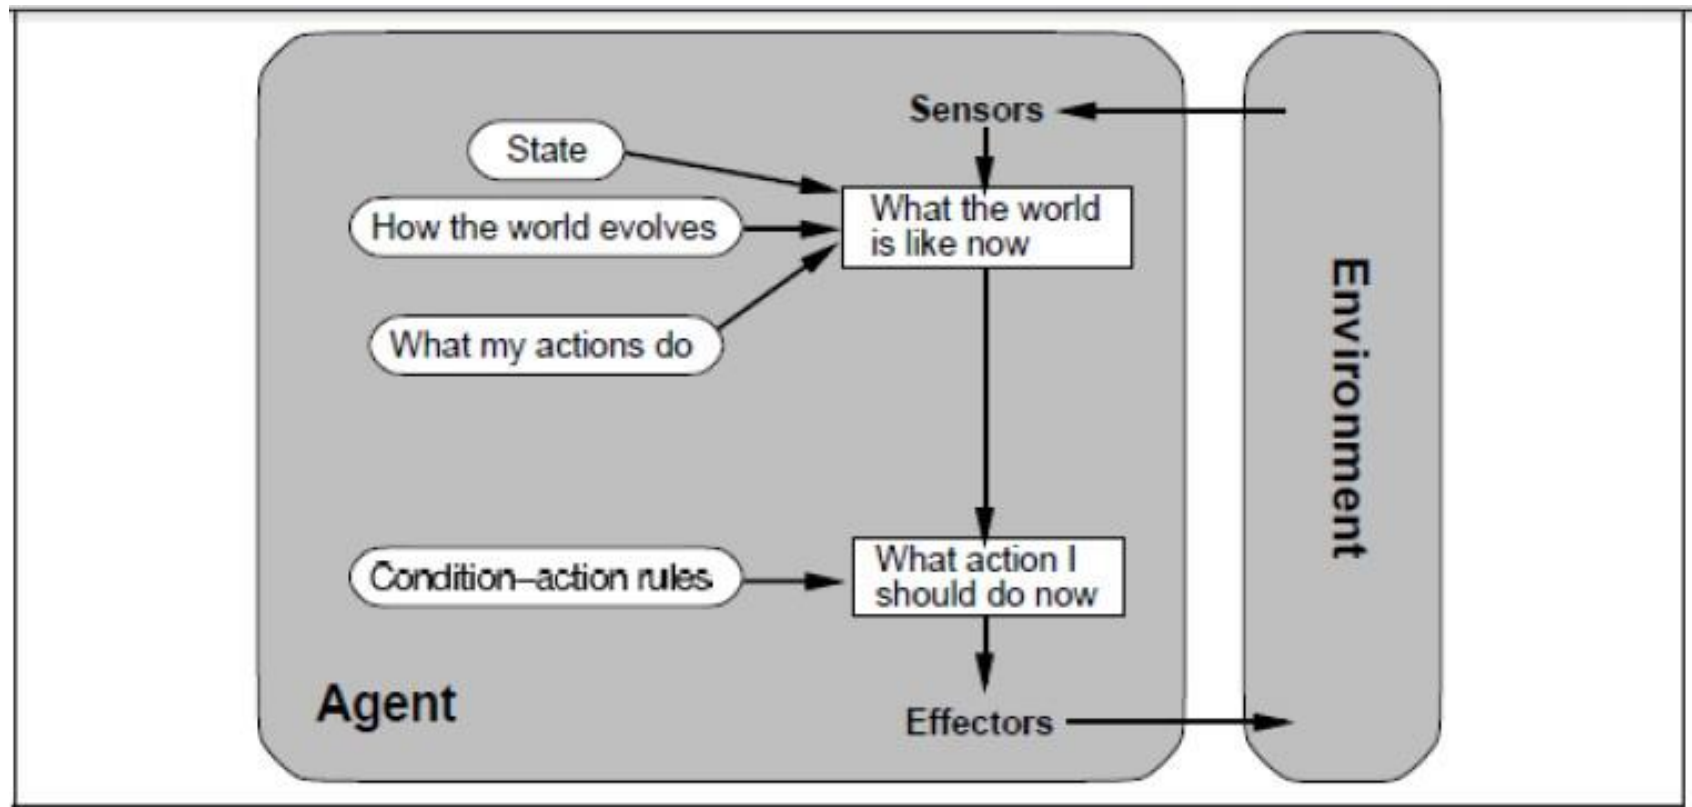 Sensors
State
What the world
is like now
How the world evolves
What my actions do
Environment
What action I
should do now
Condition–action rules
Agent
Effectors